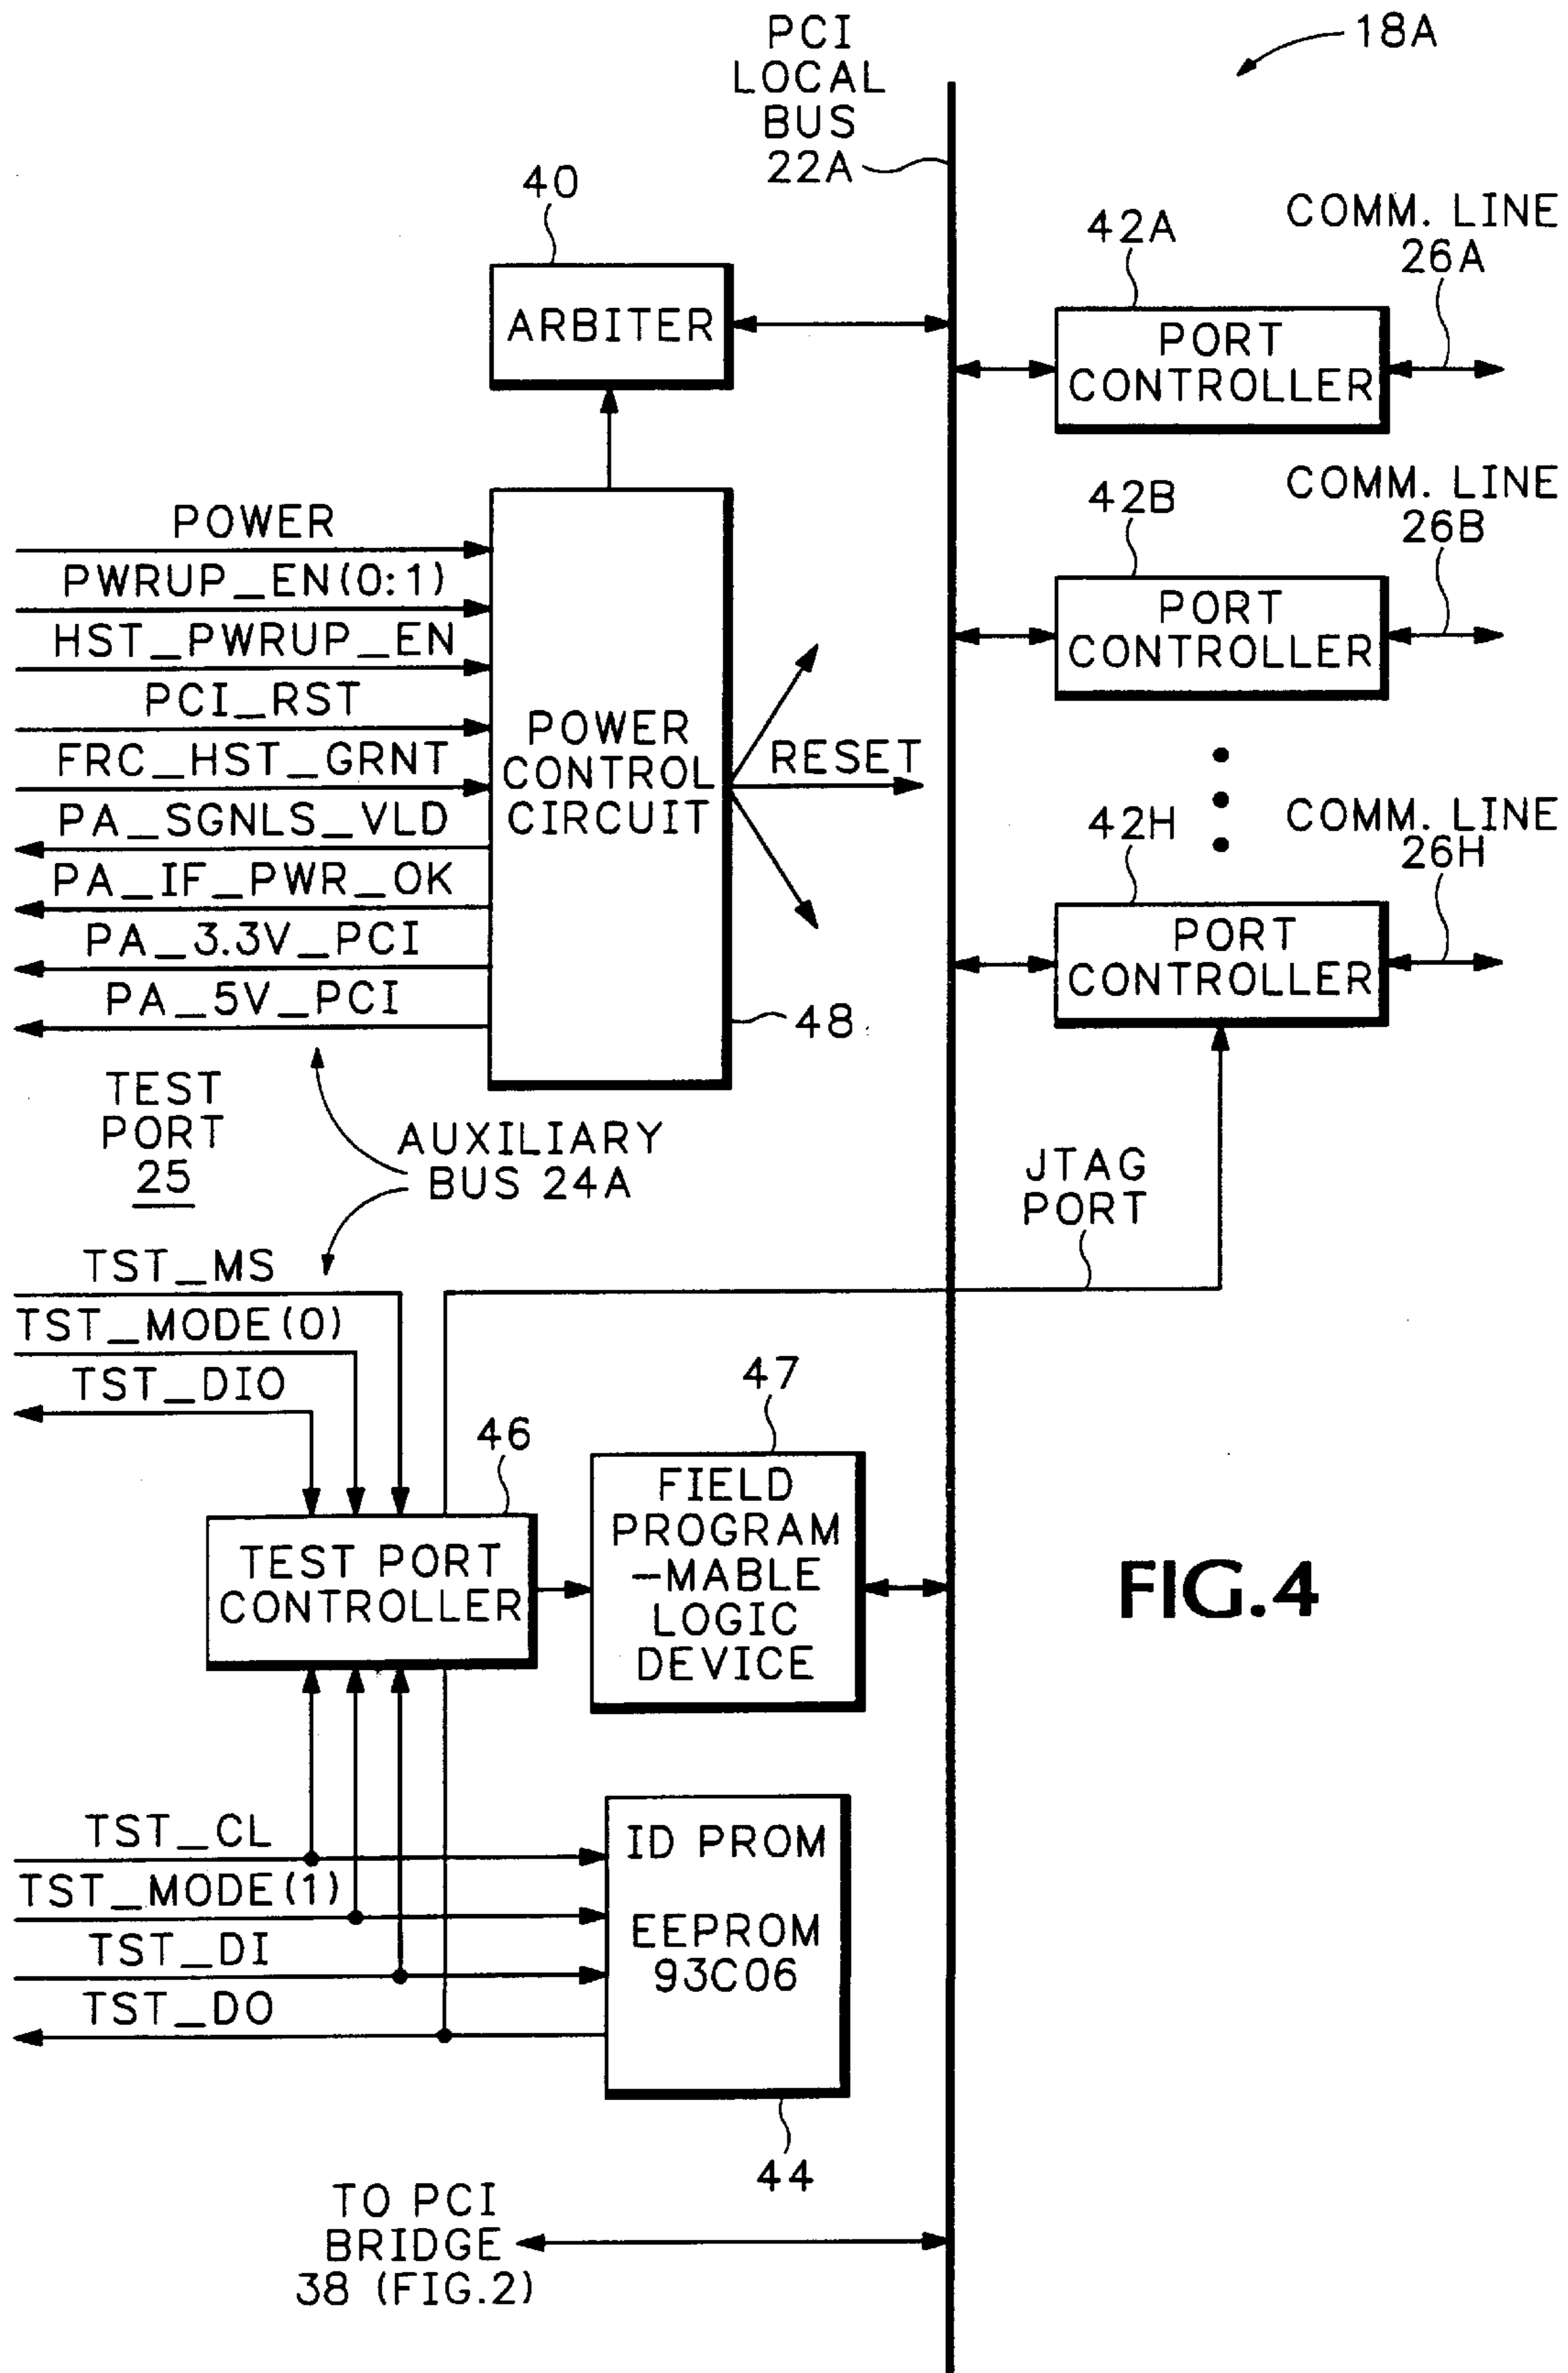 PCI
LOCAL
BUS
22A
18A
40
ARBITER
42A
COMM. LINE
26A
PORT
CONTROLLER
42B
COMM. LINE
26B
PORT
CONTROLLER
42H
COMM. LINE
26H
PORT
CONTROLLER
POWER
PWRUP_EN(0:1)
HST_PWRUP_EN
PCI_RST
FRC_HST_GRNT
PA_SGNLS_VLD
PA_IF_PWR_OK
PA_3.3V_PCI
PA_5V_PCI
POWER
CONTROL
CIRCUIT
RESET
48
TEST
PORT
25
AUXILIARY
BUS 24A
JTAG
PORT
TST_MS
TST_MODE(0)
TST_DIO
46
TEST PORT
CONTROLLER
47
FIELD
PROGRAM
-MABLE
LOGIC
DEVICE
FIG.4
TST_CL
TST_MODE(1)
TST_DI
TST_DO
ID PROM
EEPROM
93C06
44
TO PCI
BRIDGE
38 (FIG.2)